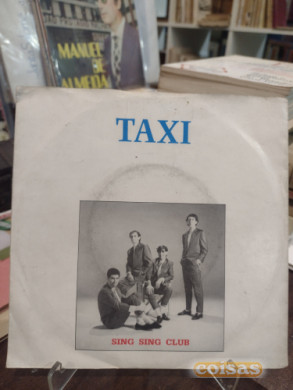 MANUEL DE
ALMEIDA
TAXI
SING SING CLUB
coisas